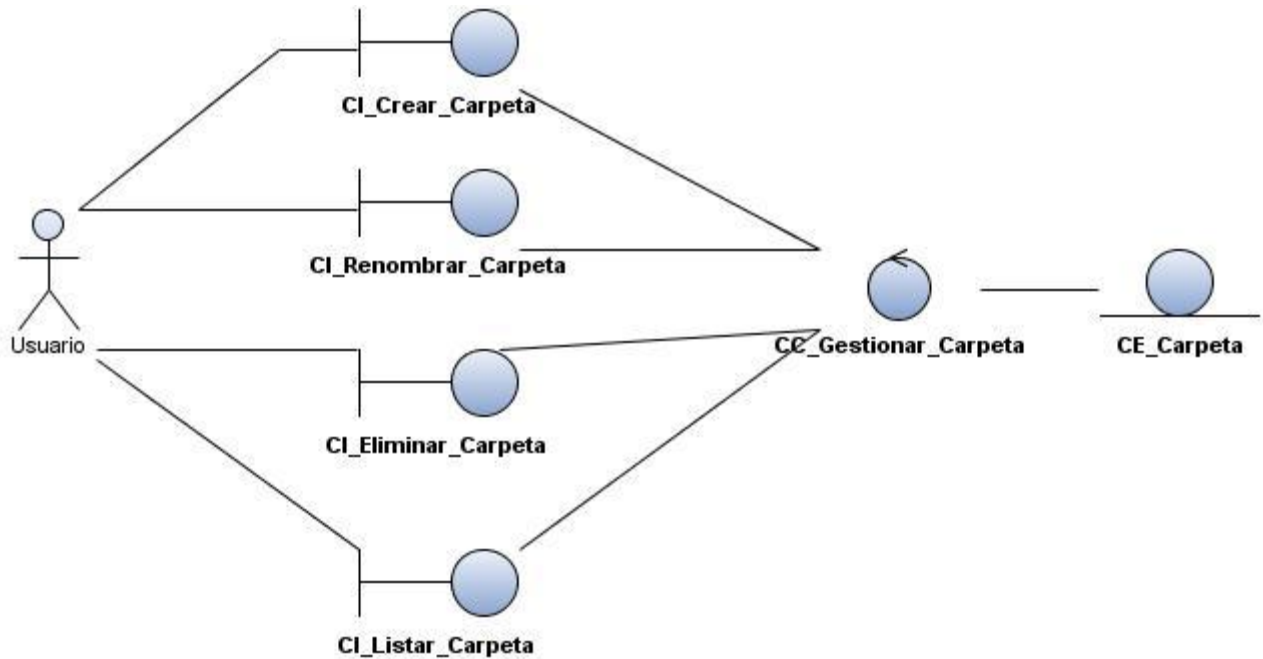 CI_Crear_Carpeta
CI_Renombrar_Carpeta
Usuario
CC_Gestionar_Carpeta
CE_Carpeta
CI_Eliminar_Carpeta
CI_Listar_Carpeta